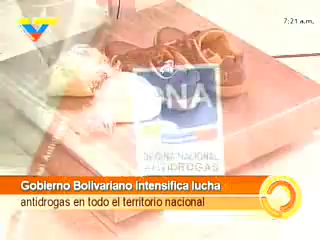 7:21 a.m.
ONA
OFICINA NACIONAL
ANTIDROGAS
Gobierno Bolivariano intensifica lucha
antidrogas en todo el territorio nacional